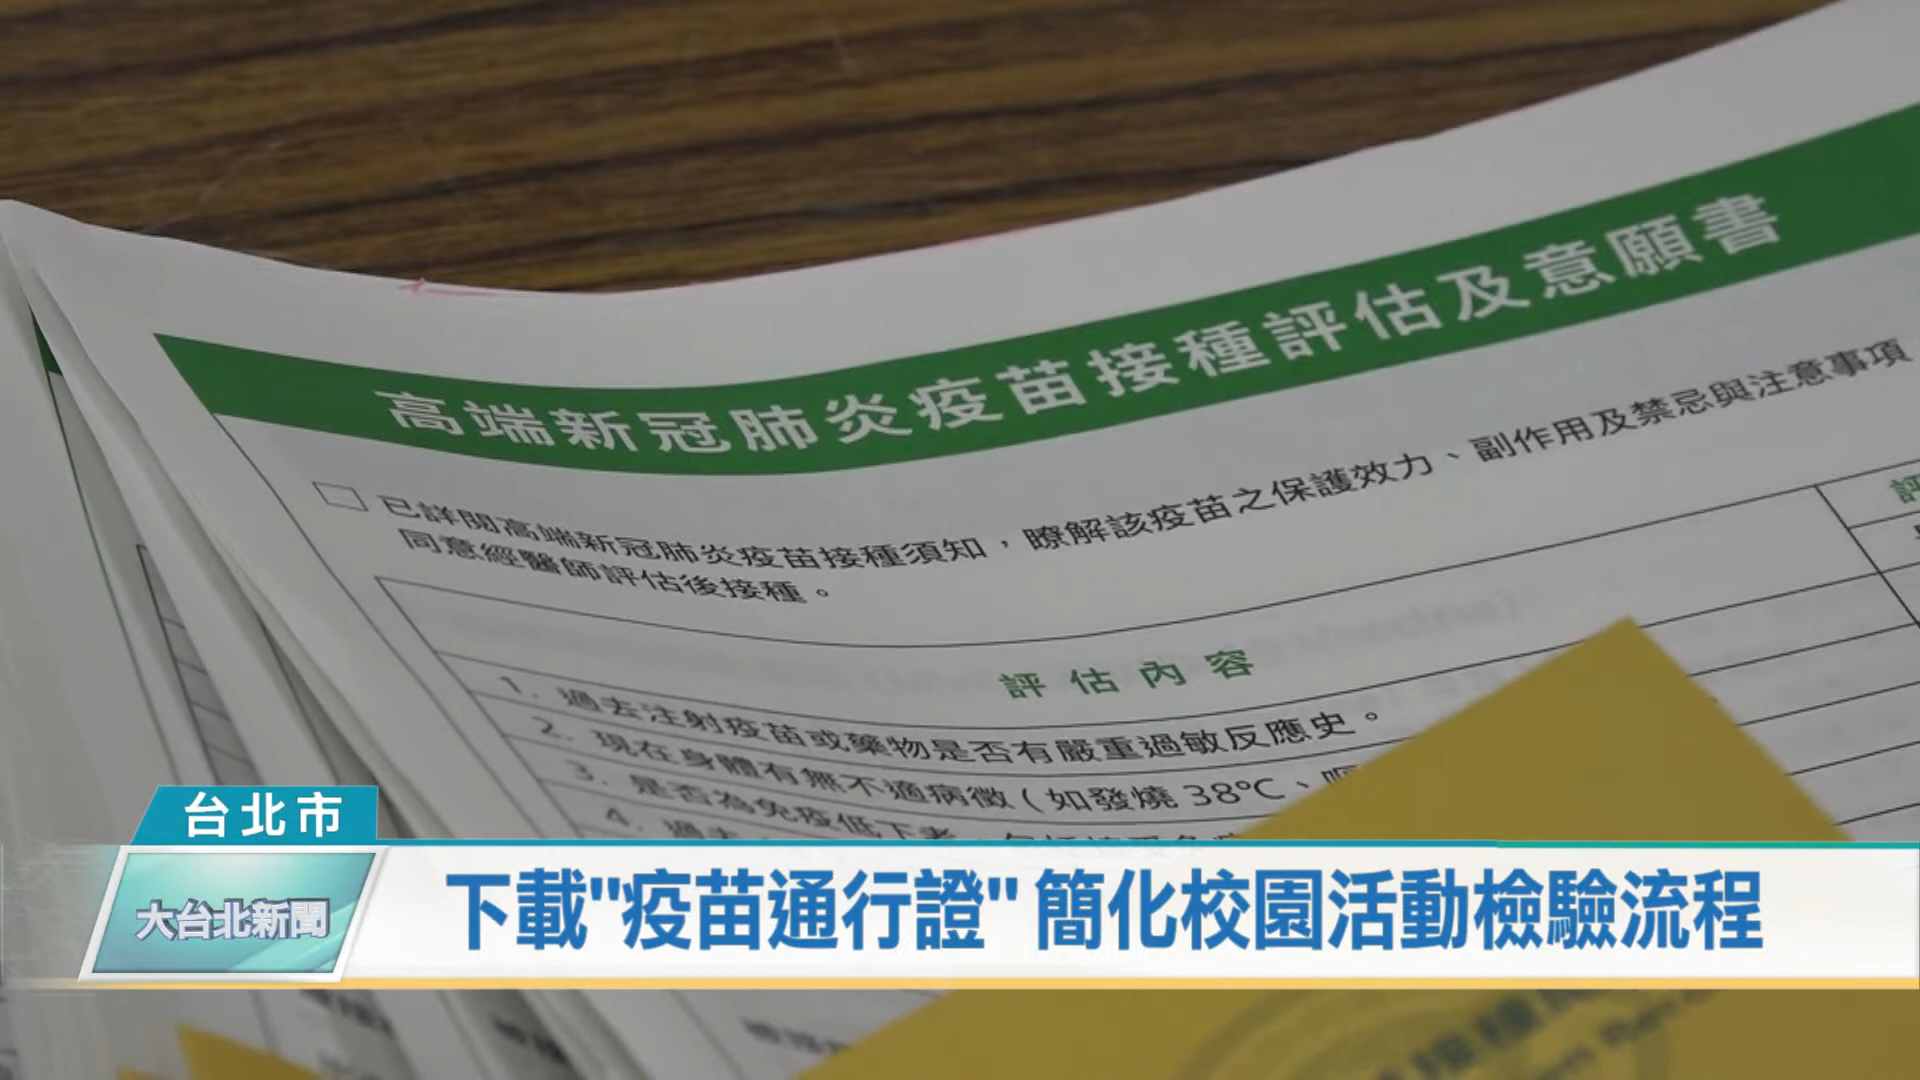 高端新冠肺炎疫苗接種評估及意願書
已詳閱高端新冠肺炎疫苗接種須知，瞭解該疫苗之保護效力、副作用及禁忌與注意事項
同意經醫師評估後接種。
評估內容
1. 過去注射疫苗或藥物是否有嚴重過敏反應史。
2. 現在身體有無不適病徵（如發燒 38℃、
3. 是否為免疫低下者
4. 過去
台北市
大台北新聞
下載"疫苗通行證" 簡化校園活動檢驗流程